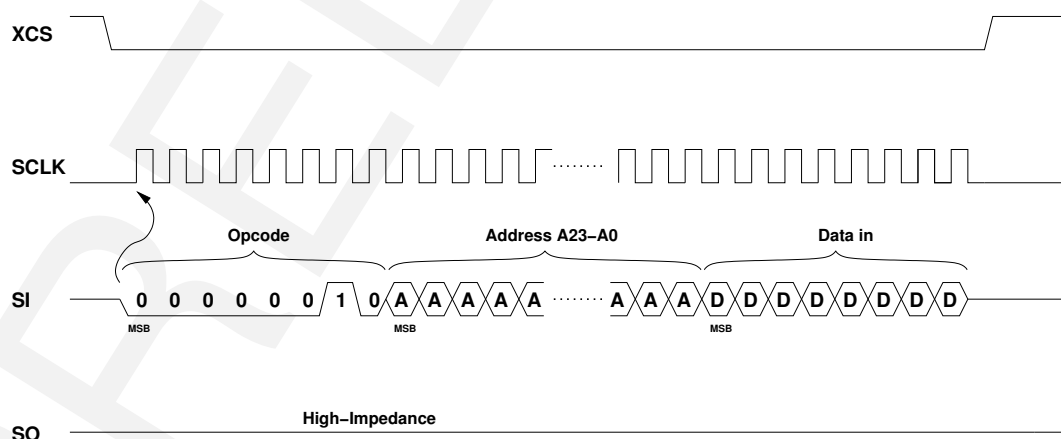 XCS
SCLK
Opcode Address A23–A0 Data in
SI 0 0 0 0 0 0 1 0 A A A A A ········ A A A D D D D D D D D
MSB MSB MSB
High–Impedance
SO